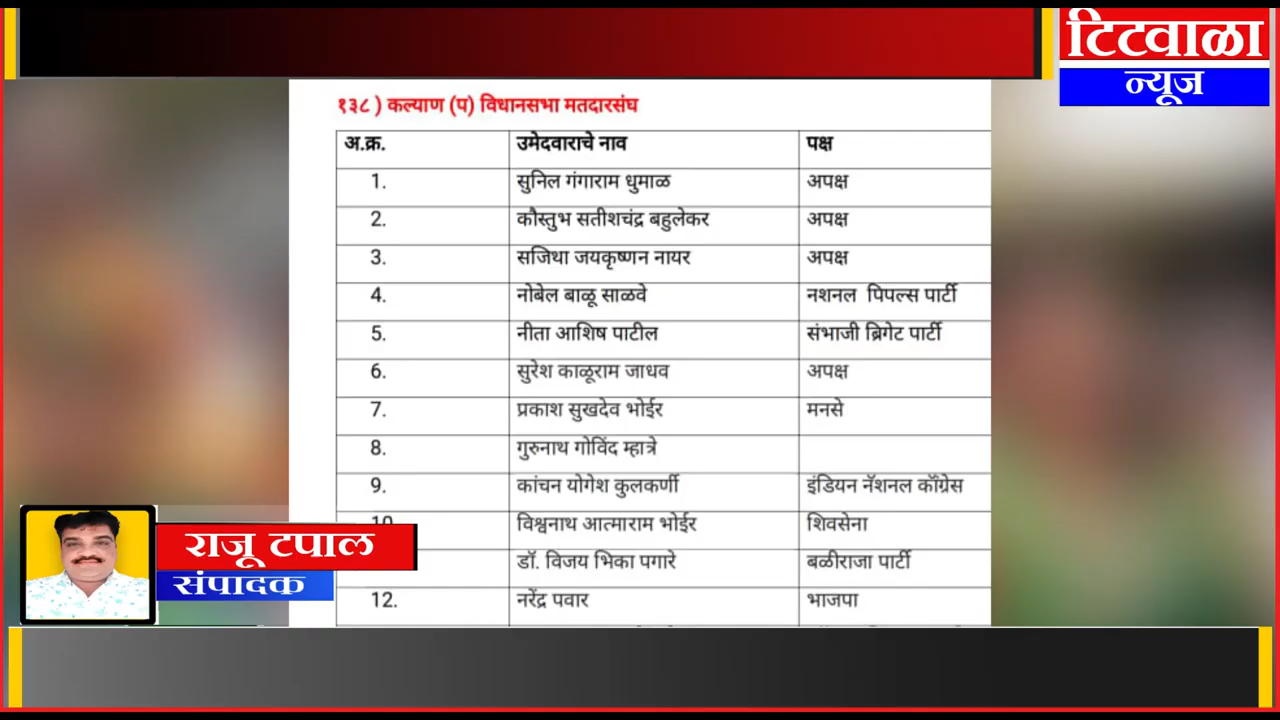 टिटवाळा
न्यूज
१३८ ) कल्याण (प) विधानसभा मतदारसंघ
अ.क्र. उमेदवाराचे नाव पक्ष
1. सुनिल गंगाराम धुमाळ अपक्ष
2. कौस्तुभ सतीशचंद्र बहुलेकर अपक्ष
3. सजिथा जयकृष्णन नायर अपक्ष
4. नोबेल बाळू साळवे नशनल पिपल्स पार्टी
5. नीता आशिष पाटील संभाजी ब्रिगेट पार्टी
6. सुरेश काळूराम जाधव अपक्ष
7. प्रकाश सुखदेव भोईर मनसे
8. गुरुनाथ गोविंद म्हात्रे
9. कांचन योगेश कुलकर्णी इंडियन नॅशनल कॉंग्रेस
10 विश्वनाथ आत्माराम भोईर शिवसेना
डॉ. विजय भिका पगारे बळीराजा पार्टी
12. नरेंद्र पवार भाजपा
राजू टपाल
संपादक